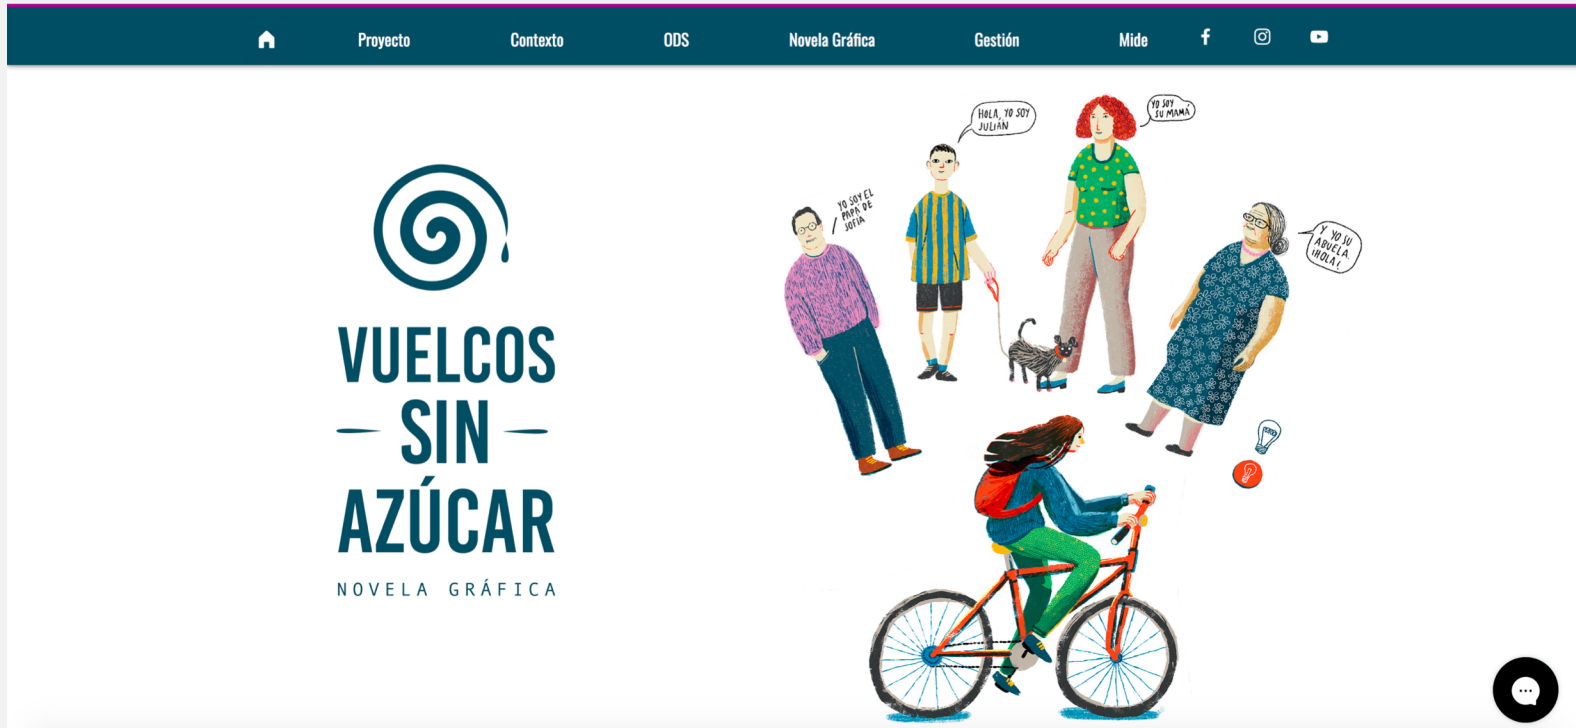 Proyecto
Contexto
ODS
Novela Gráfica
Gestión
Mide
HOLA, YO SOY
JULIÁN
YO SOY
SU MAMÁ
YO SOY EL
PAPÁ DE
SOFÍA
Y YO SU
ABUELA.
¡HOLA!
VUELCOS
SIN
AZÚCAR
NOVELA GRÁFICA